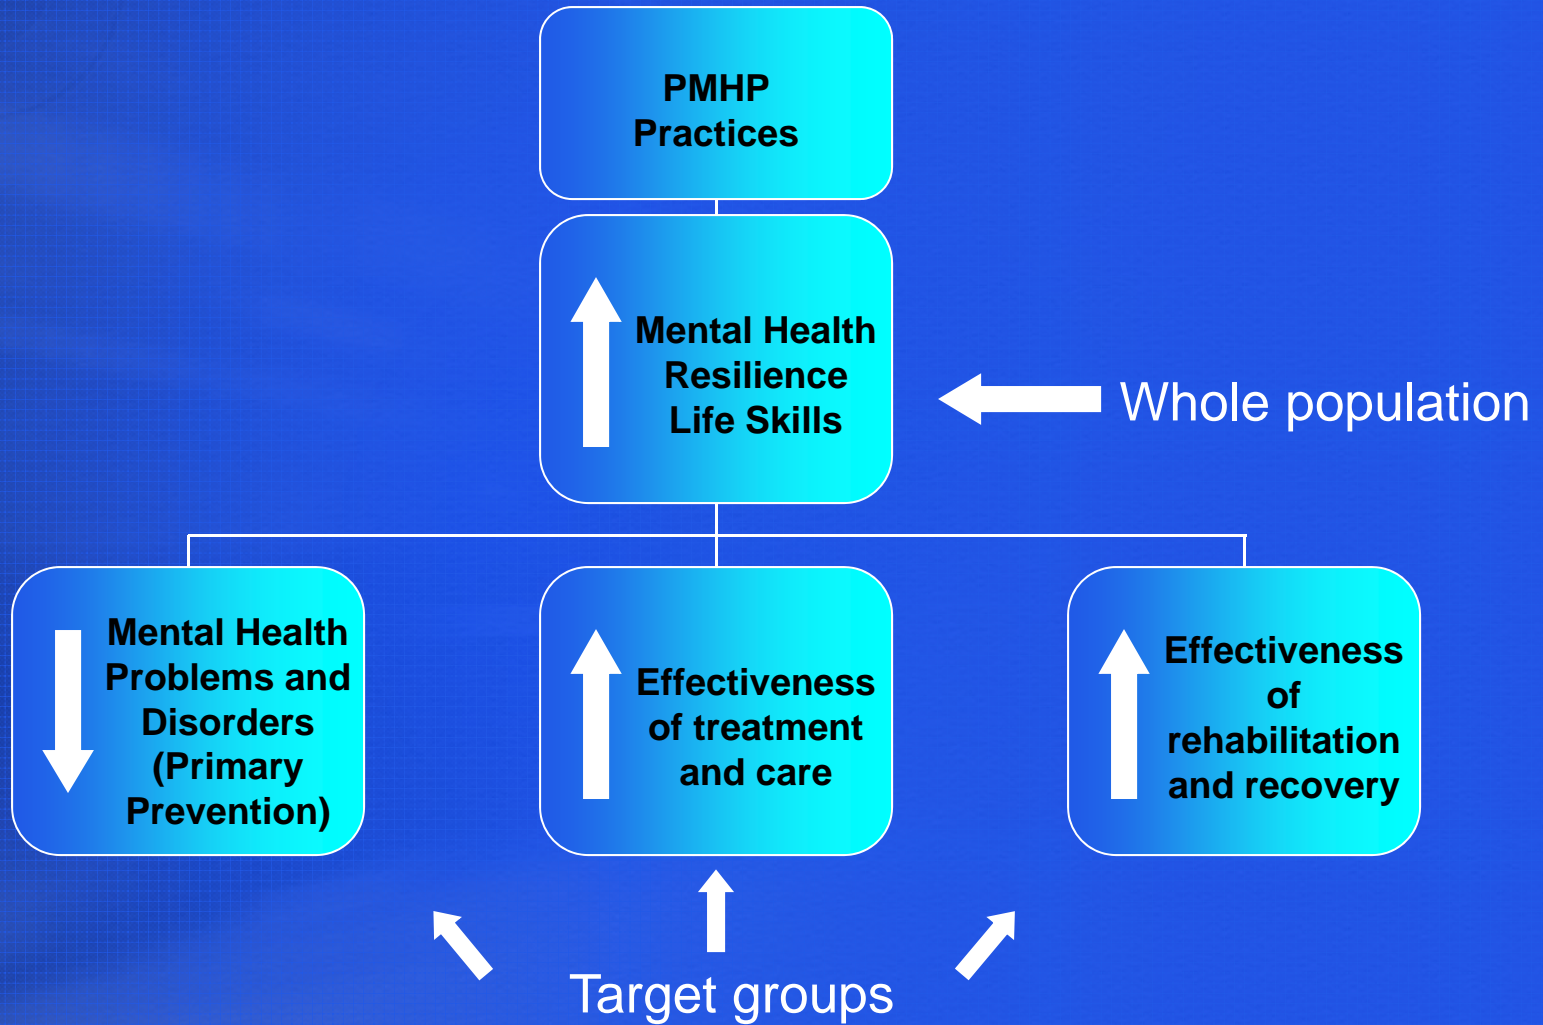 PMHP
Practices
Mental Health
Resilience
Life Skills
Whole population
Mental Health
Problems and
Disorders
(Primary
Prevention)
Effectiveness
of treatment
and care
Effectiveness
of
rehabilitation
and recovery
Target groups